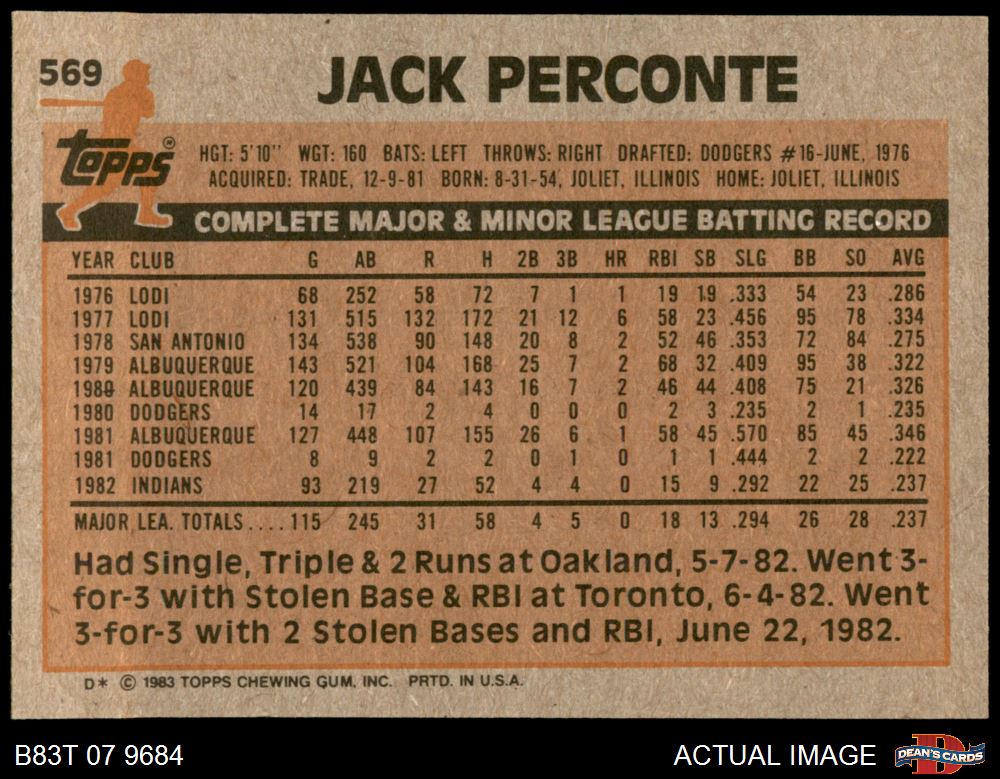 569 JACK PERCONTE
Topps®
HGT: 5'10" WGT: 160 BATS: LEFT THROWS: RIGHT DRAFTED: DODGERS #16-JUNE, 1976
ACQUIRED: TRADE, 12-9-81 BORN: 8-31-54, JOLIET, ILLINOIS HOME: JOLIET, ILLINOIS
COMPLETE MAJOR & MINOR LEAGUE BATTING RECORD
YEAR CLUB G AB R H 2B 3B HR RBI SB SLG BB SO AVG
1976 LODI 68 252 58 72 7 1 1 19 19 .333 54 23 .286
1977 LODI 131 515 132 172 21 12 6 58 23 .456 95 78 .334
1978 SAN ANTONIO 134 538 90 148 20 8 2 52 46 .353 72 84 .275
1979 ALBUQUERQUE 143 521 104 168 25 7 2 68 32 .409 95 38 .322
1980 ALBUQUERQUE 120 439 84 143 16 7 2 46 44 .408 75 21 .326
1980 DODGERS 14 17 2 4 0 0 0 2 3 .235 2 1 .235
1981 ALBUQUERQUE 127 448 107 155 26 6 1 58 45 .570 85 45 .346
1981 DODGERS 8 9 2 2 0 1 0 1 1 .444 2 2 .222
1982 INDIANS 93 219 27 52 4 4 0 15 9 .292 22 25 .237
MAJOR LEA. TOTALS .... 115 245 31 58 4 5 0 18 13 .294 26 28 .237
Had Single, Triple & 2 Runs at Oakland, 5-7-82. Went 3-
for-3 with Stolen Base & RBI at Toronto, 6-4-82. Went
3-for-3 with 2 Stolen Bases and RBI, June 22, 1982.
D* © 1983 TOPPS CHEWING GUM, INC. PRTD. IN U.S.A.
B83T 07 9684 ACTUAL IMAGE DEAN'S CARDS